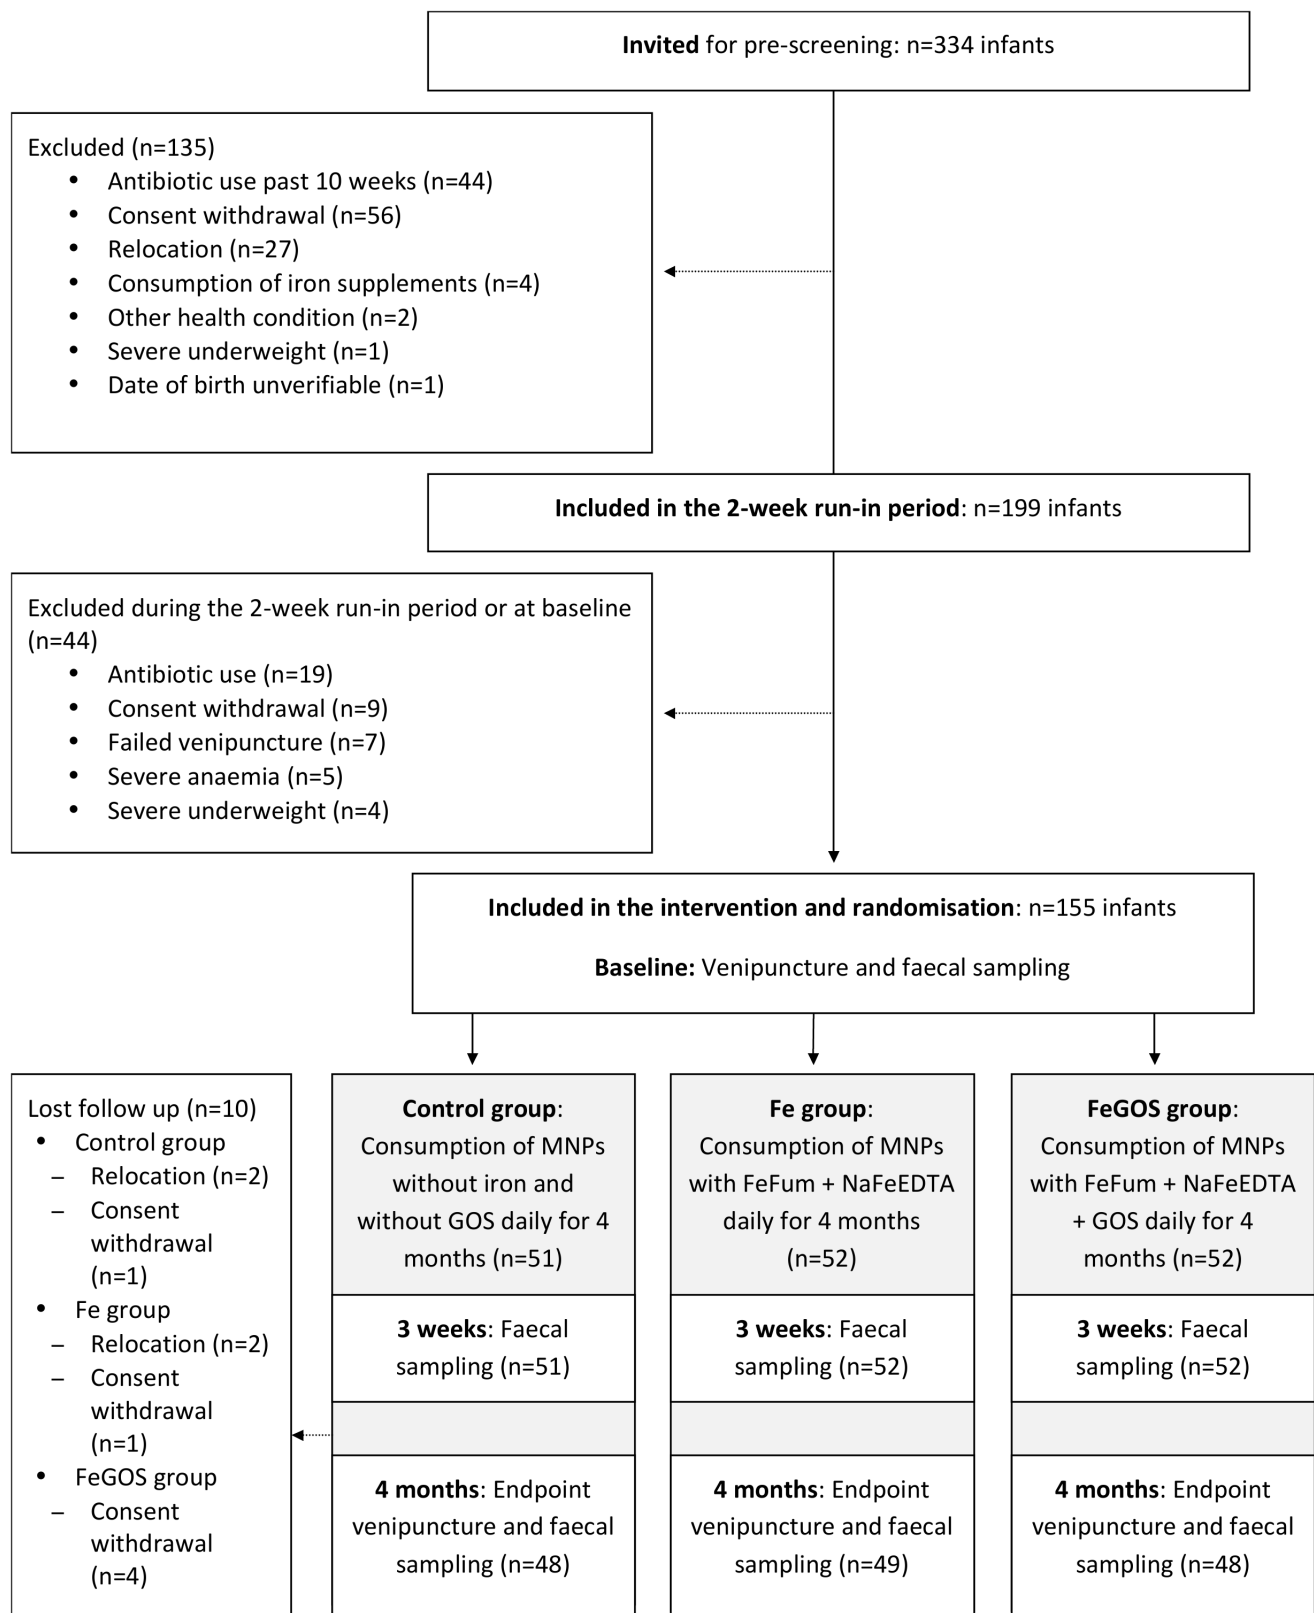 Invited for pre-screening: n=334 infants
Excluded (n=135)
• Antibiotic use past 10 weeks (n=44)
• Consent withdrawal (n=56)
• Relocation (n=27)
• Consumption of iron supplements (n=4)
• Other health condition (n=2)
• Severe underweight (n=1)
• Date of birth unverifiable (n=1)
Included in the 2-week run-in period: n=199 infants
Excluded during the 2-week run-in period or at baseline
(n=44)
• Antibiotic use (n=19)
• Consent withdrawal (n=9)
• Failed venipuncture (n=7)
• Severe anaemia (n=5)
• Severe underweight (n=4)
Included in the intervention and randomisation: n=155 infants
Baseline: Venipuncture and faecal sampling
Lost follow up (n=10)
• Control group
– Relocation (n=2)
– Consent
withdrawal
(n=1)
• Fe group
– Relocation (n=2)
– Consent
withdrawal
(n=1)
• FeGOS group
– Consent
withdrawal
(n=4)
Control group:
Consumption of MNPs
without iron and
without GOS daily for 4
months (n=51)
3 weeks: Faecal
sampling (n=51)
4 months: Endpoint
venipuncture and faecal
sampling (n=48)
Fe group:
Consumption of MNPs
with FeFum + NaFeEDTA
daily for 4 months
(n=52)
3 weeks: Faecal
sampling (n=52)
4 months: Endpoint
venipuncture and faecal
sampling (n=49)
FeGOS group:
Consumption of MNPs
with FeFum + NaFeEDTA
+ GOS daily for 4
months (n=52)
3 weeks: Faecal
sampling (n=52)
4 months: Endpoint
venipuncture and faecal
sampling (n=48)